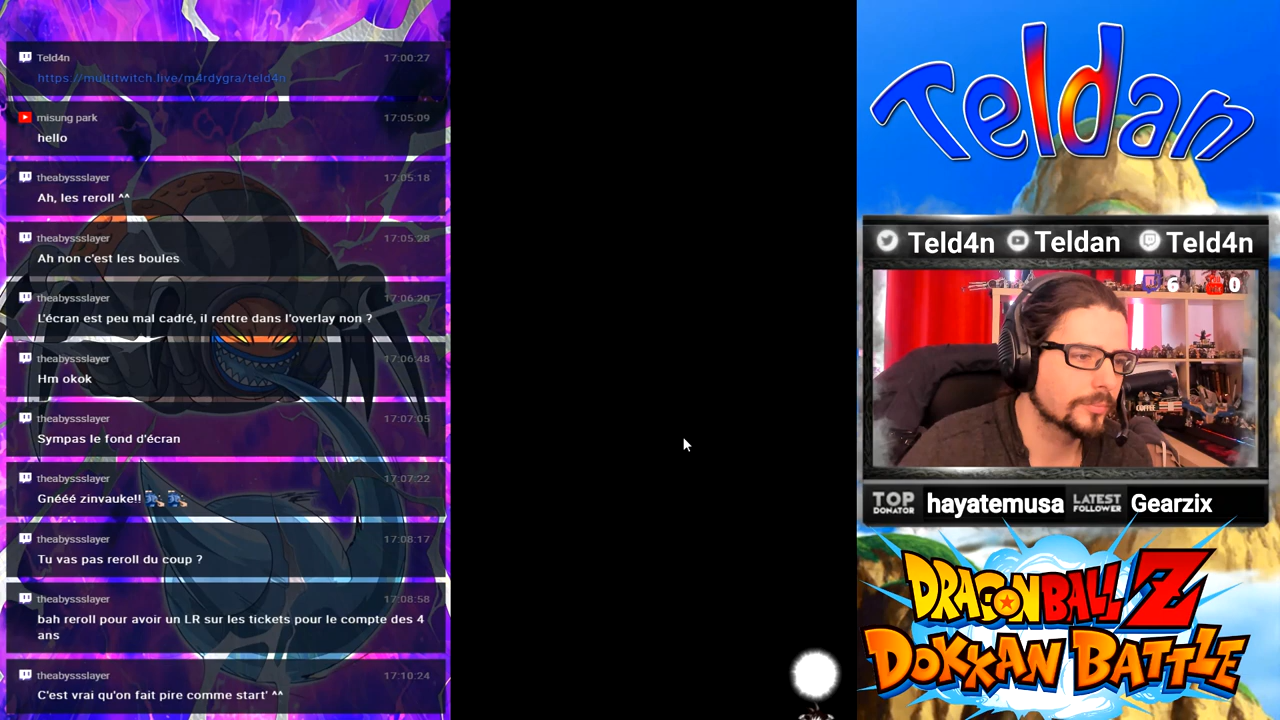 Teld4n 17:00:27
https://multitwitch.live/m4rdygra/teld4n
misung park 17:05:09
hello
theabyssslayer 17:05:18
Ah, les reroll ^^
theabyssslayer 17:05:28
Ah non c'est les boules
theabyssslayer 17:06:20
L'écran est peu mal cadré, il rentre dans l'overlay non ?
theabyssslayer 17:06:48
Hm okok
theabyssslayer 17:07:05
Sympas le fond d'écran
theabyssslayer 17:07:22
Gnééé zinvauke!!
theabyssslayer 17:08:17
Tu vas pas reroll du coup ?
theabyssslayer 17:08:58
bah reroll pour avoir un LR sur les tickets pour le compte des 4
ans
theabyssslayer 17:10:24
C'est vrai qu'on fait pire comme start' ^^
Teldan
Teld4n Teldan Teld4n
6 0
COFFEE
TOP DONATOR hayatemusa LATEST FOLLOWER Gearzix
DRAGONBALL Z
DOKKAN BATTLE